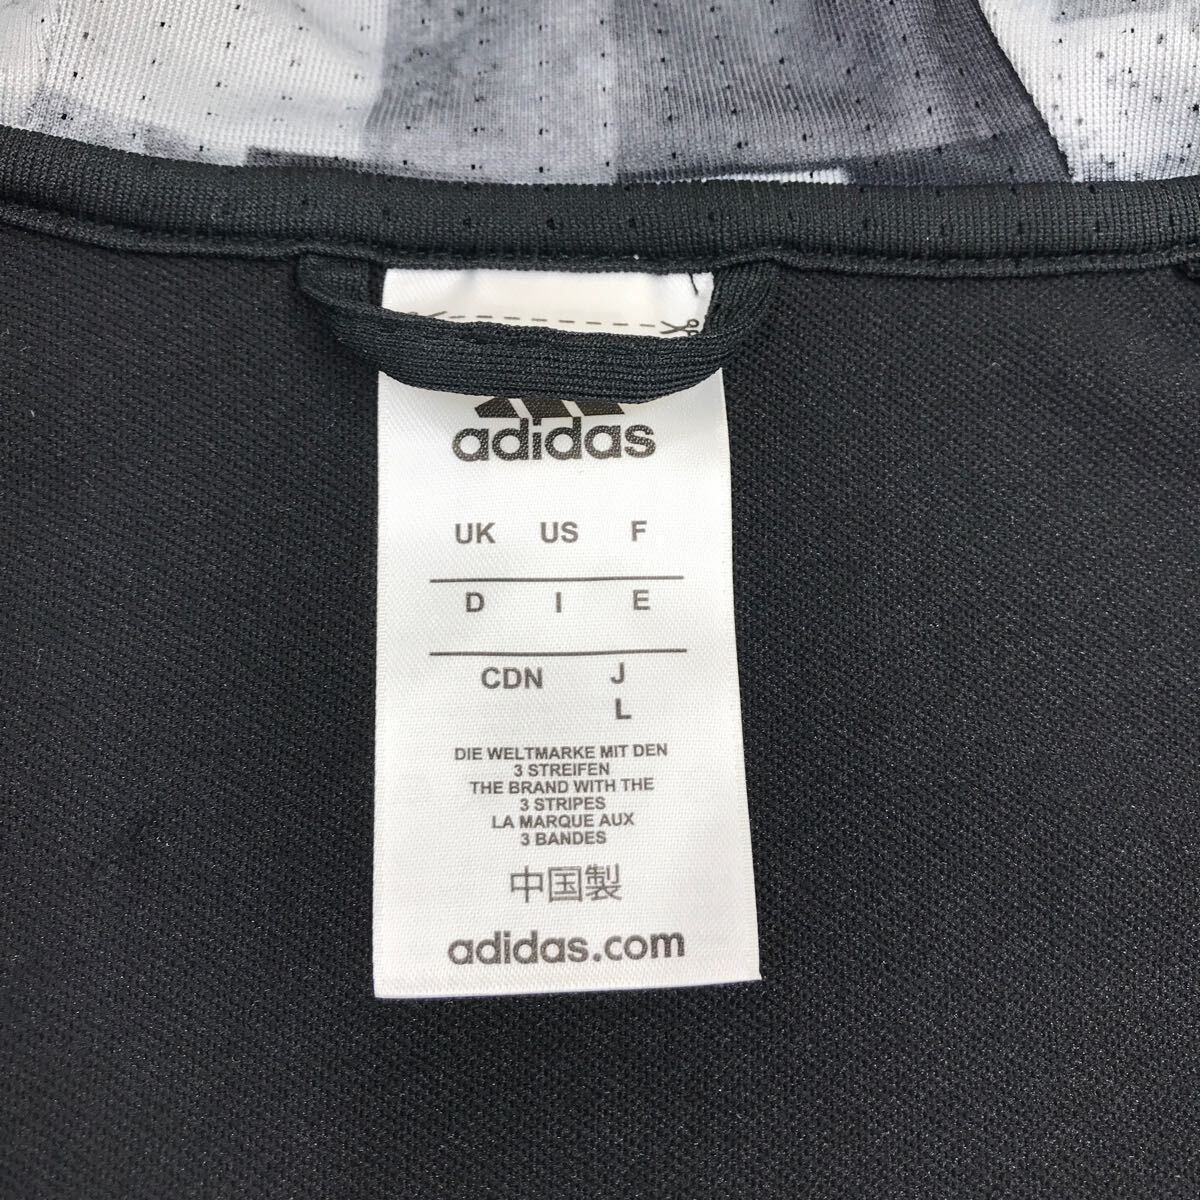 adidas
UK US F
D I E
CDN J
L
DIE WELTMARKE MIT DEN
3 STREIFEN
THE BRAND WITH THE
3 STRIPES
LA MARQUE AUX
3 BANDES
中国製
adidas.com